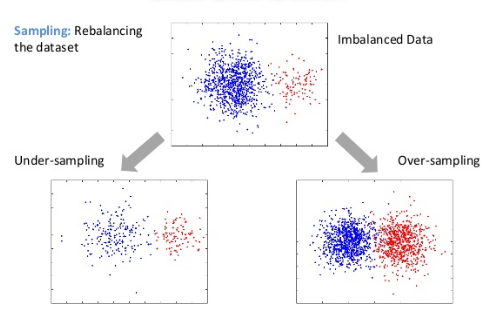 Sampling: Rebalancing
the dataset
Imbalanced Data
Under-sampling
Over-sampling